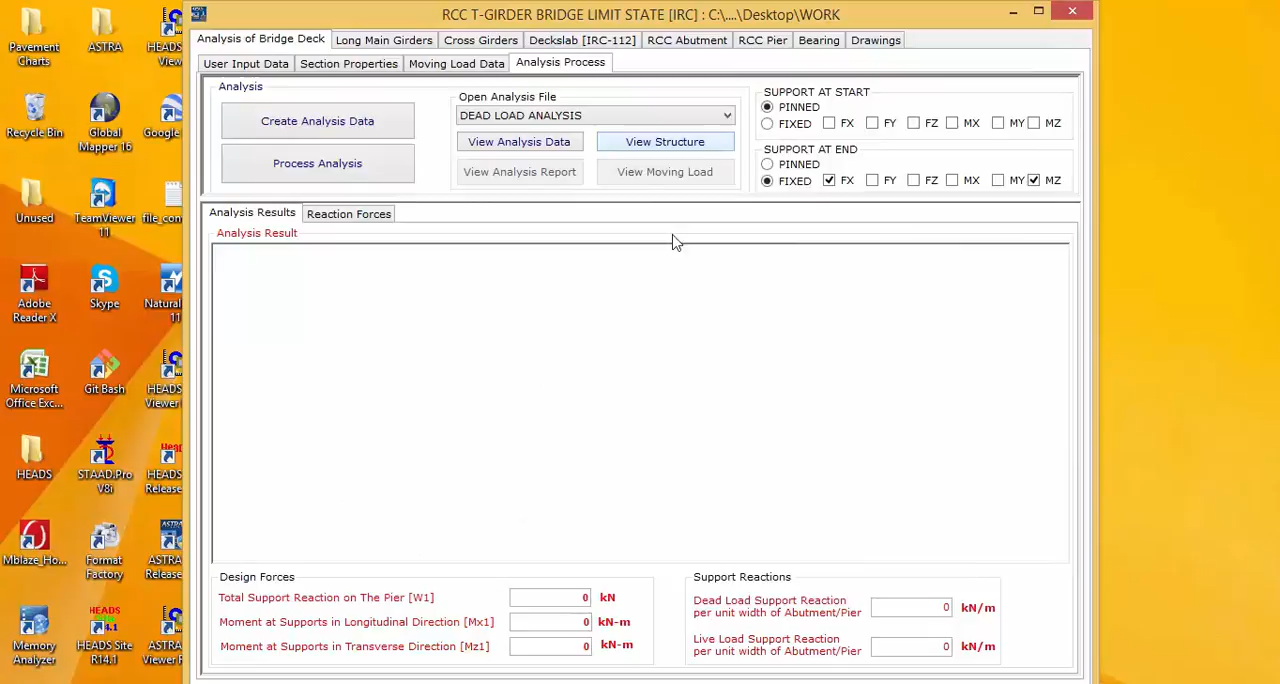 RCC T-GIRDER BRIDGE LIMIT STATE [IRC] : C:\...\Desktop\WORK
Analysis of Bridge Deck
Long Main Girders
Cross Girders
Deckslab [IRC-112]
RCC Abutment
RCC Pier
Bearing
Drawings
User Input Data
Section Properties
Moving Load Data
Analysis Process
Analysis
Create Analysis Data
Process Analysis
Open Analysis File
DEAD LOAD ANALYSIS
View Analysis Data
View Structure
View Analysis Report
View Moving Load
SUPPORT AT START
PINNED
FIXED FX FY FZ MX MY MZ
SUPPORT AT END
PINNED
FIXED FX FY FZ MX MY MZ
Analysis Results
Reaction Forces
Analysis Result
Design Forces
Total Support Reaction on The Pier [W1] 0 kN
Moment at Supports in Longitudinal Direction [Mx1] 0 kN-m
Moment at Supports in Transverse Direction [Mz1] 0 kN-m
Support Reactions
Dead Load Support Reaction
per unit width of Abutment/Pier 0 kN/m
Live Load Support Reaction
per unit width of Abutment/Pier 0 kN/m
Pavement
Charts
ASTRA
HEADS
View
Recycle Bin
Global
Mapper 16
Google
Unused
TeamViewer
11
file_con
Adobe
Reader X
Skype
Natural
11
Microsoft
Office Exc...
Git Bash
HEADS
Viewer
HEADS
STAAD.Pro
V8i
HEADS
Release
Mblaze_Ho...
Format
Factory
ASTRA
Release
Memory
Analyzer
HEADS Site
R14.1
ASTRA
Viewer